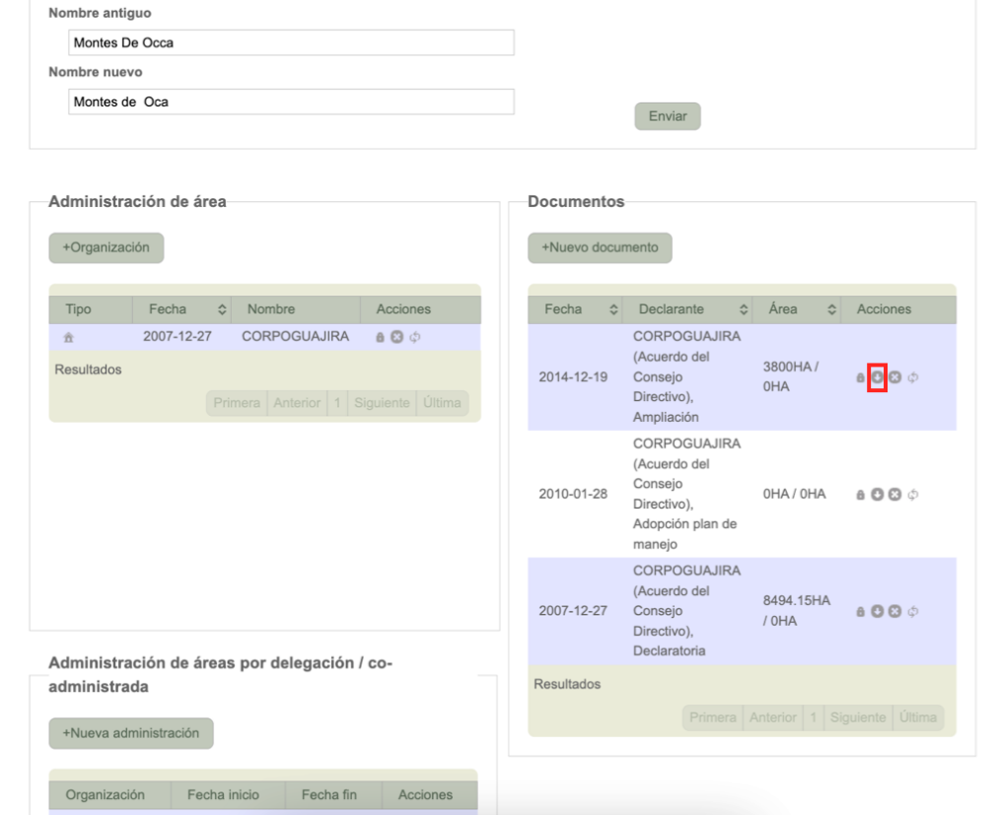 Nombre antiguo
Montes De Occa
Nombre nuevo
Montes de  Oca
Enviar
Administración de área
+Organización
Tipo Fecha Nombre Acciones
2007-12-27 CORPOGUAJIRA
Resultados
Primera Anterior 1 Siguiente Última
Documentos
+Nuevo documento
Fecha Declarante Área Acciones
CORPOGUAJIRA
(Acuerdo del
2014-12-19 Consejo 3800HA /
0HA
Directivo),
Ampliación
CORPOGUAJIRA
(Acuerdo del
Consejo
2010-01-28 0HA / 0HA
Directivo),
Adopción plan de
manejo
CORPOGUAJIRA
(Acuerdo del
2007-12-27 Consejo 8494.15HA
/ 0HA
Directivo),
Declaratoria
Resultados
Primera Anterior 1 Siguiente Última
Administración de áreas por delegación / co-
administrada
+Nueva administración
Organización Fecha inicio Fecha fin Acciones